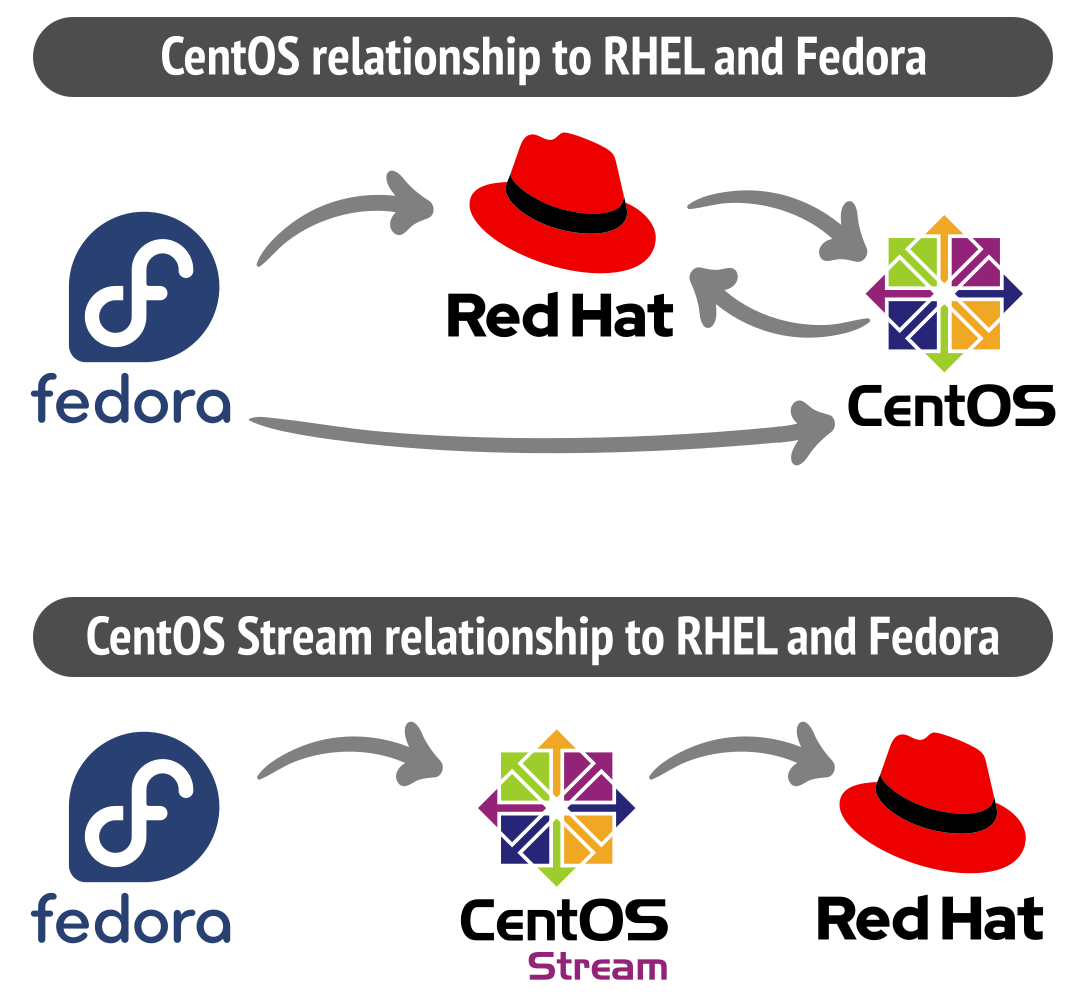 CentOS relationship to RHEL and Fedora
Red Hat
fedora
CentOS
CentOS Stream relationship to RHEL and Fedora
fedora
CentOS
Stream
Red Hat